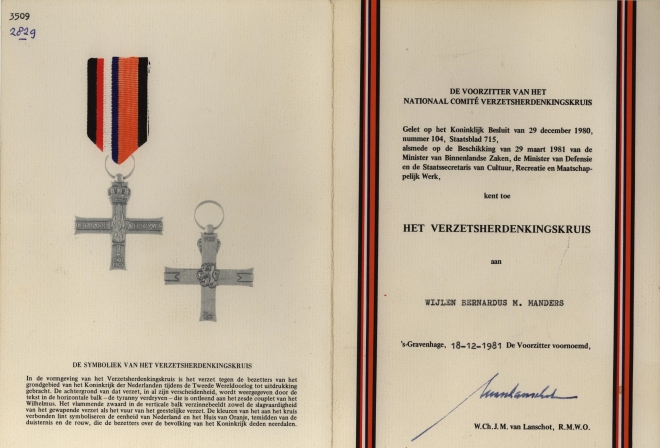 3509
2829
DE SYMBOLIEK VAN HET VERZETSHERDENKINGSKRUIS
In de vormgeving van het Verzetsherdenkingskruis is het verzet tegen de bezetters van het
grondgebied van het Koninkrijk der Nederlanden tijdens de Tweede Wereldoorlog tot uitdrukking
gebracht. De achtergrond van dat verzet, in al zijn verscheidenheid, wordt weergegeven door de
tekst in de horizontale balk - de tyranny verdryven - die is ontleend aan het zesde couplet van het
Wilhelmus. Het vlammende zwaard in de verticale balk verzinnebeeldt zowel de slagvaardigheid
van het gewapende verzet als het vuur van het geestelijke verzet. De kleuren van het aan het kruis
verbonden lint symboliseren de eenheid van Nederland en het Huis van Oranje, temidden van de
duisternis en de rouw, die de bezetters over de bevolking van het Koninkrijk deden neerdalen.
DE VOORZITTER VAN HET
NATIONAAL COMITÉ VERZETSHERDENKINGSKRUIS
Gelet op het Koninklijk Besluit van 29 december 1980,
nummer 104, Staatsblad 715,
alsmede op de Beschikking van 29 maart 1981 van de
Minister van Binnenlandse Zaken, de Minister van Defensie
en de Staatssecretaris van Cultuur, Recreatie en Maatschap-
pelijk Werk,
kent toe
HET VERZETSHERDENKINGSKRUIS
aan
WIJLEN BERNARDUS M. MANDERS
's-Gravenhage, 18-12-1981 De Voorzitter voornoemd,
W.Ch.J.M. van Lanschot, R.M.W.O.